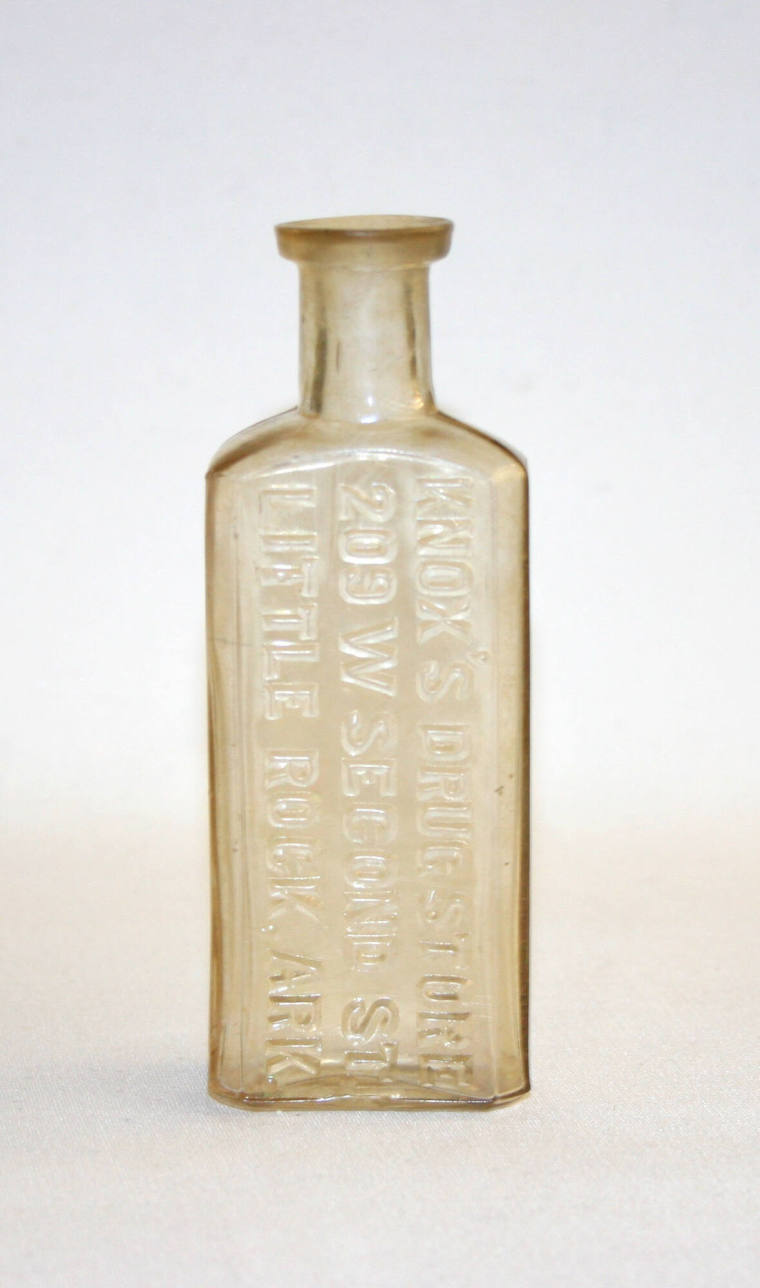 KNOX'S DRUG STORE
209 W SECOND ST.
LITTLE ROCK, ARK.